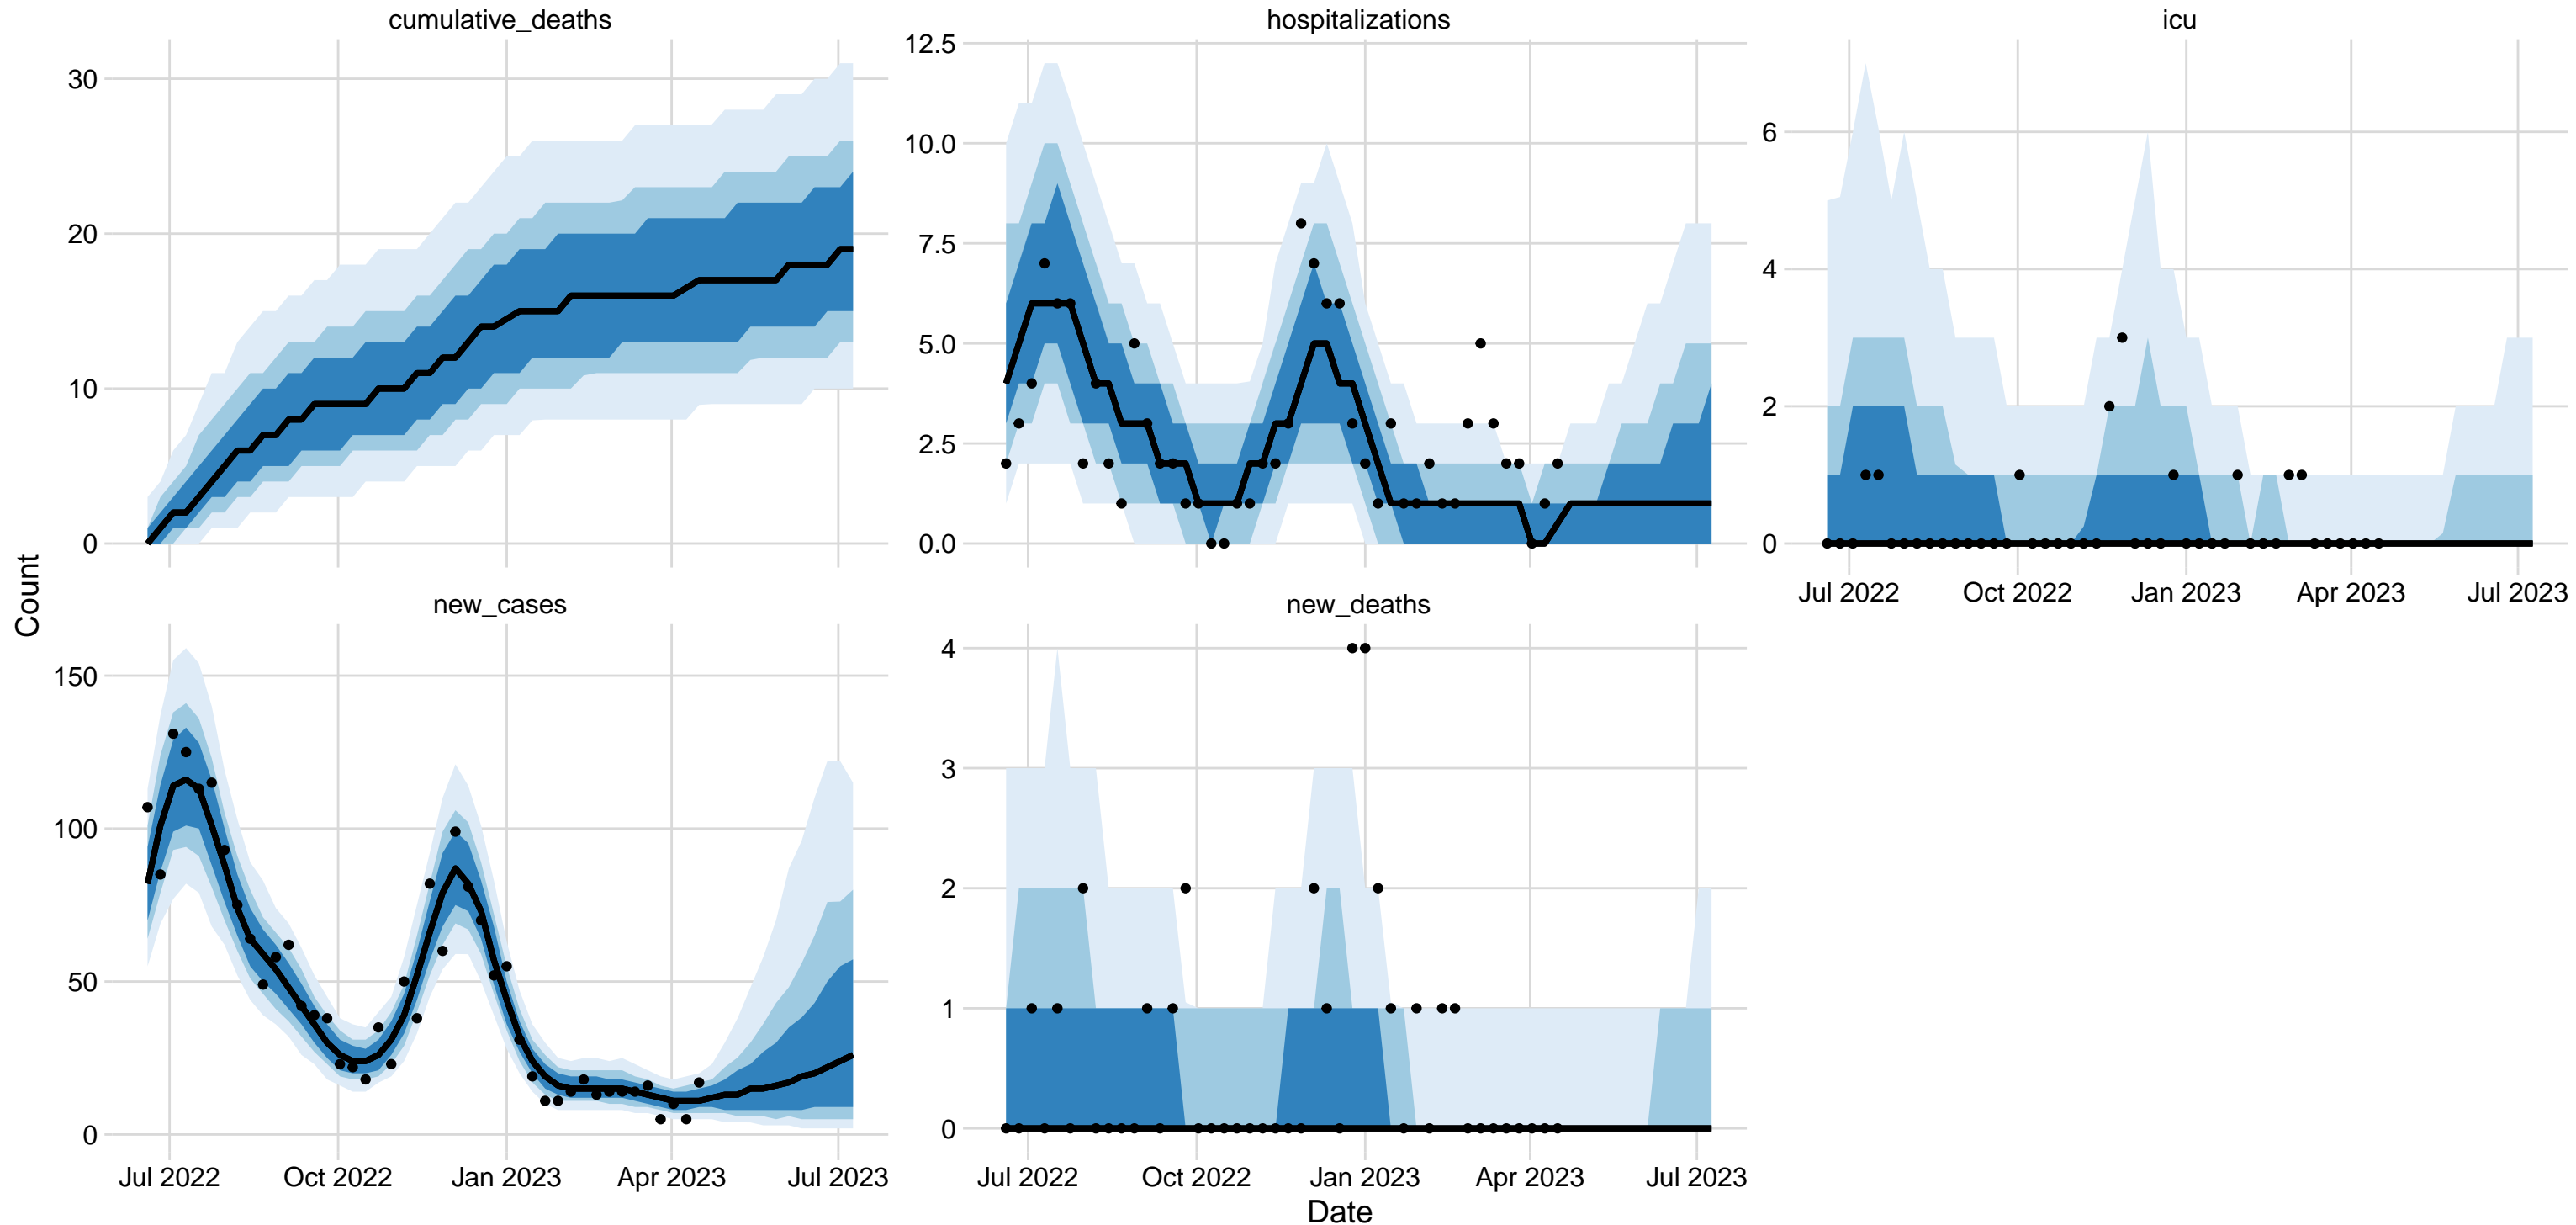 cumulative_deaths
hospitalizations
icu
30
20
10
0
12.5
10.0
7.5
5.0
2.5
0.0
6
4
2
0
Jul 2022 Oct 2022 Jan 2023 Apr 2023 Jul 2023
Count
new_cases
new_deaths
150
100
50
0
4
3
2
1
0
Jul 2022 Oct 2022 Jan 2023 Apr 2023 Jul 2023
Jul 2022 Oct 2022 Jan 2023 Apr 2023 Jul 2023
Date